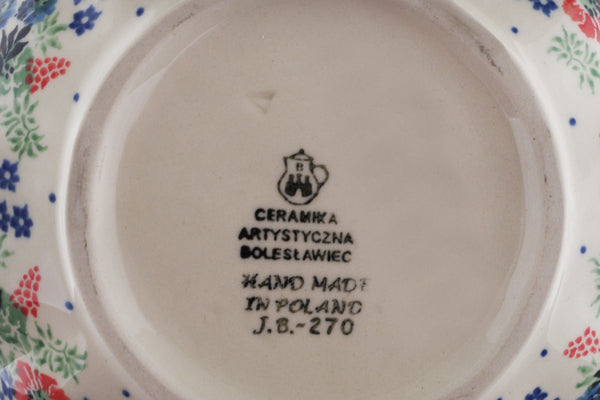 B
CERAMIKA
ARTYSTYCZNA
BOLESŁAWIEC
HAND MADE
IN POLAND
J.B.-270